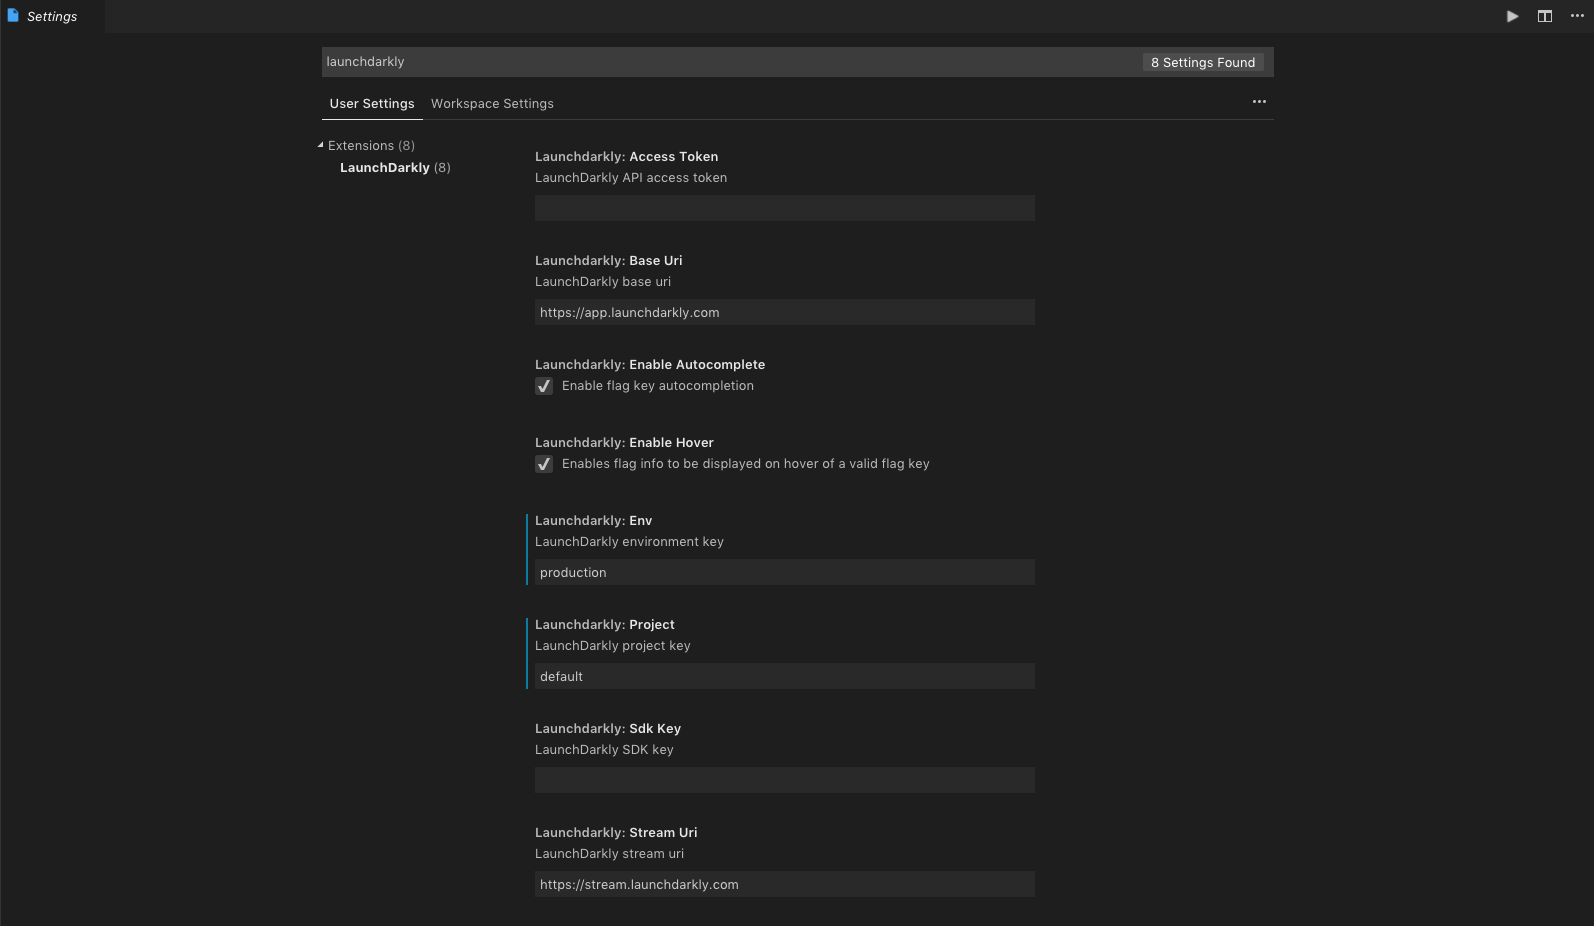 Settings
launchdarkly
8 Settings Found
User Settings Workspace Settings
Extensions (8)
LaunchDarkly (8)
Launchdarkly: Access Token
LaunchDarkly API access token
Launchdarkly: Base Uri
LaunchDarkly base uri
https://app.launchdarkly.com
Launchdarkly: Enable Autocomplete
Enable flag key autocompletion
Launchdarkly: Enable Hover
Enables flag info to be displayed on hover of a valid flag key
Launchdarkly: Env
LaunchDarkly environment key
production
Launchdarkly: Project
LaunchDarkly project key
default
Launchdarkly: Sdk Key
LaunchDarkly SDK key
Launchdarkly: Stream Uri
LaunchDarkly stream uri
https://stream.launchdarkly.com